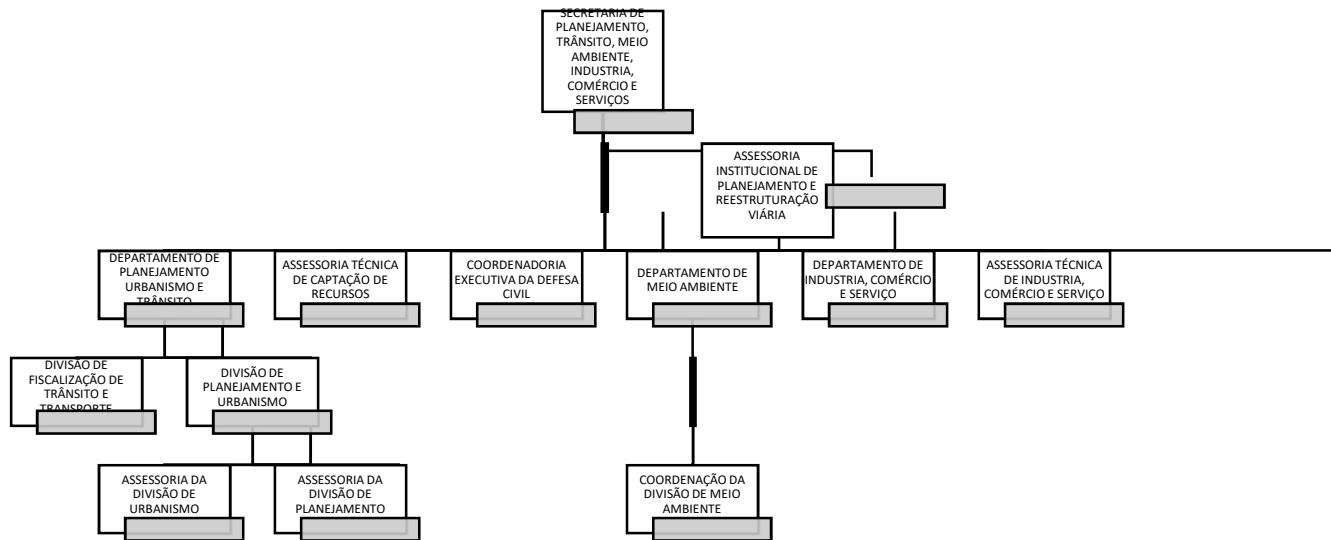 SECRETARIA DE
PLANEJAMENTO,
TRÂNSITO, MEIO
AMBIENTE,
INDUSTRIA,
COMÉRCIO E
SERVIÇOS
ASSESSORIA
INSTITUCIONAL DE
PLANEJAMENTO E
REESTRUTURAÇÃO
VIÁRIA
DEPARTAMENTO DE
PLANEJAMENTO
URBANISMO E
TRÂNSITO
ASSESSORIA TÉCNICA
DE CAPTAÇÃO DE
RECURSOS
COORDENADORIA
EXECUTIVA DA DEFESA
CIVIL
DEPARTAMENTO DE
MEIO AMBIENTE
DEPARTAMENTO DE
INDUSTRIA, COMÉRCIO
E SERVIÇO
ASSESSORIA TÉCNICA
DE INDUSTRIA,
COMÉRCIO E SERVIÇO
DIVISÃO DE
FISCALIZAÇÃO DE
TRÂNSITO E
TRANSPORTE
DIVISÃO DE
PLANEJAMENTO E
URBANISMO
ASSESSORIA DA
DIVISÃO DE
URBANISMO
ASSESSORIA DA
DIVISÃO DE
PLANEJAMENTO
COORDENAÇÃO DA
DIVISÃO DE MEIO
AMBIENTE